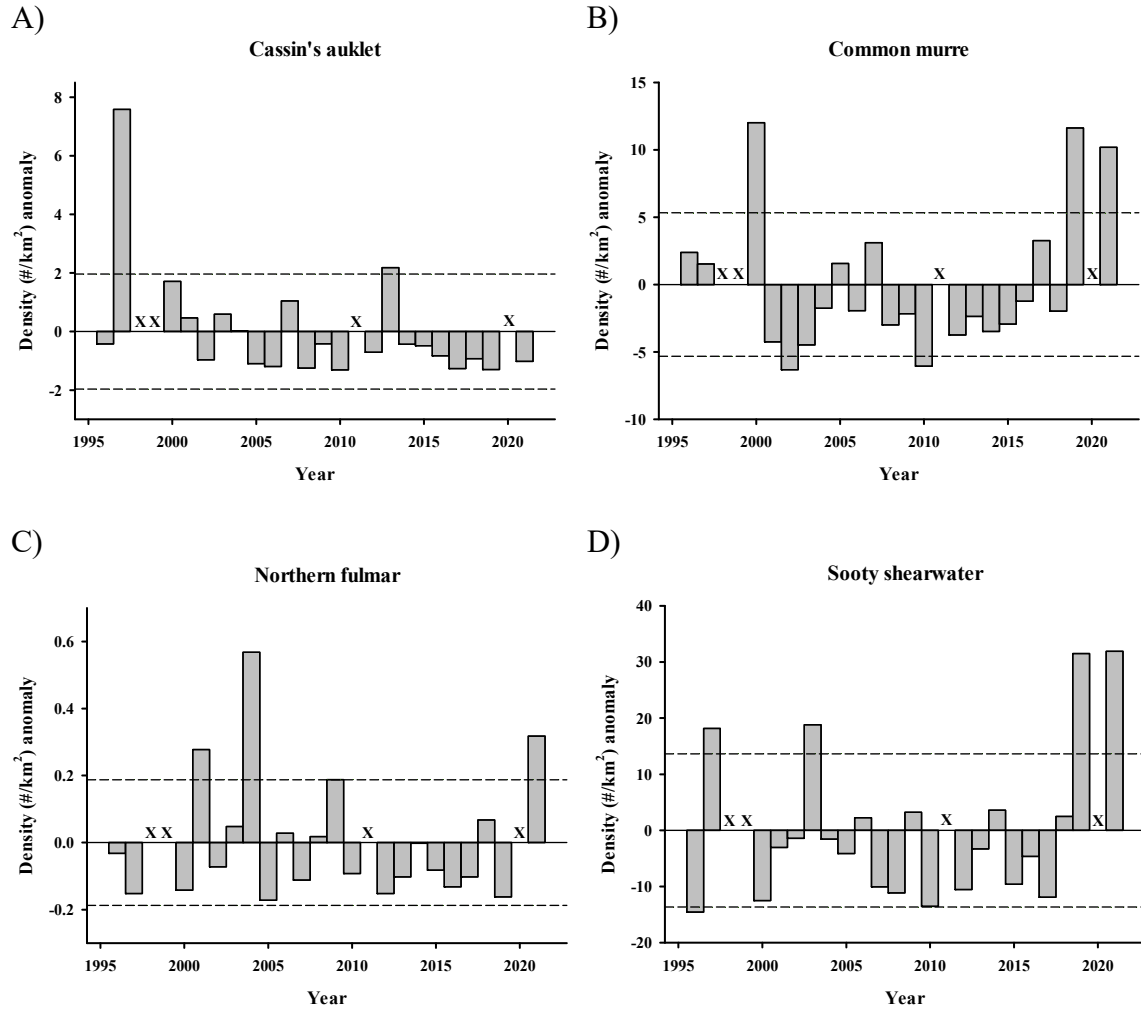 A)
Cassin's auklet
Density (#/km²) anomaly
8
6
4
2
0
-2
X X X X
1995 2000 2005 2010 2015 2020
Year
B)
Common murre
Density (#/km²) anomaly
15
10
5
0
-5
-10
X X X X
1995 2000 2005 2010 2015 2020
Year
C)
Northern fulmar
Density (#/km²) anomaly
0.6
0.4
0.2
0.0
-0.2
X X X X
1995 2000 2005 2010 2015 2020
Year
D)
Sooty shearwater
Density (#/km²) anomaly
40
30
20
10
0
-10
-20
X X X X
1995 2000 2005 2010 2015 2020
Year